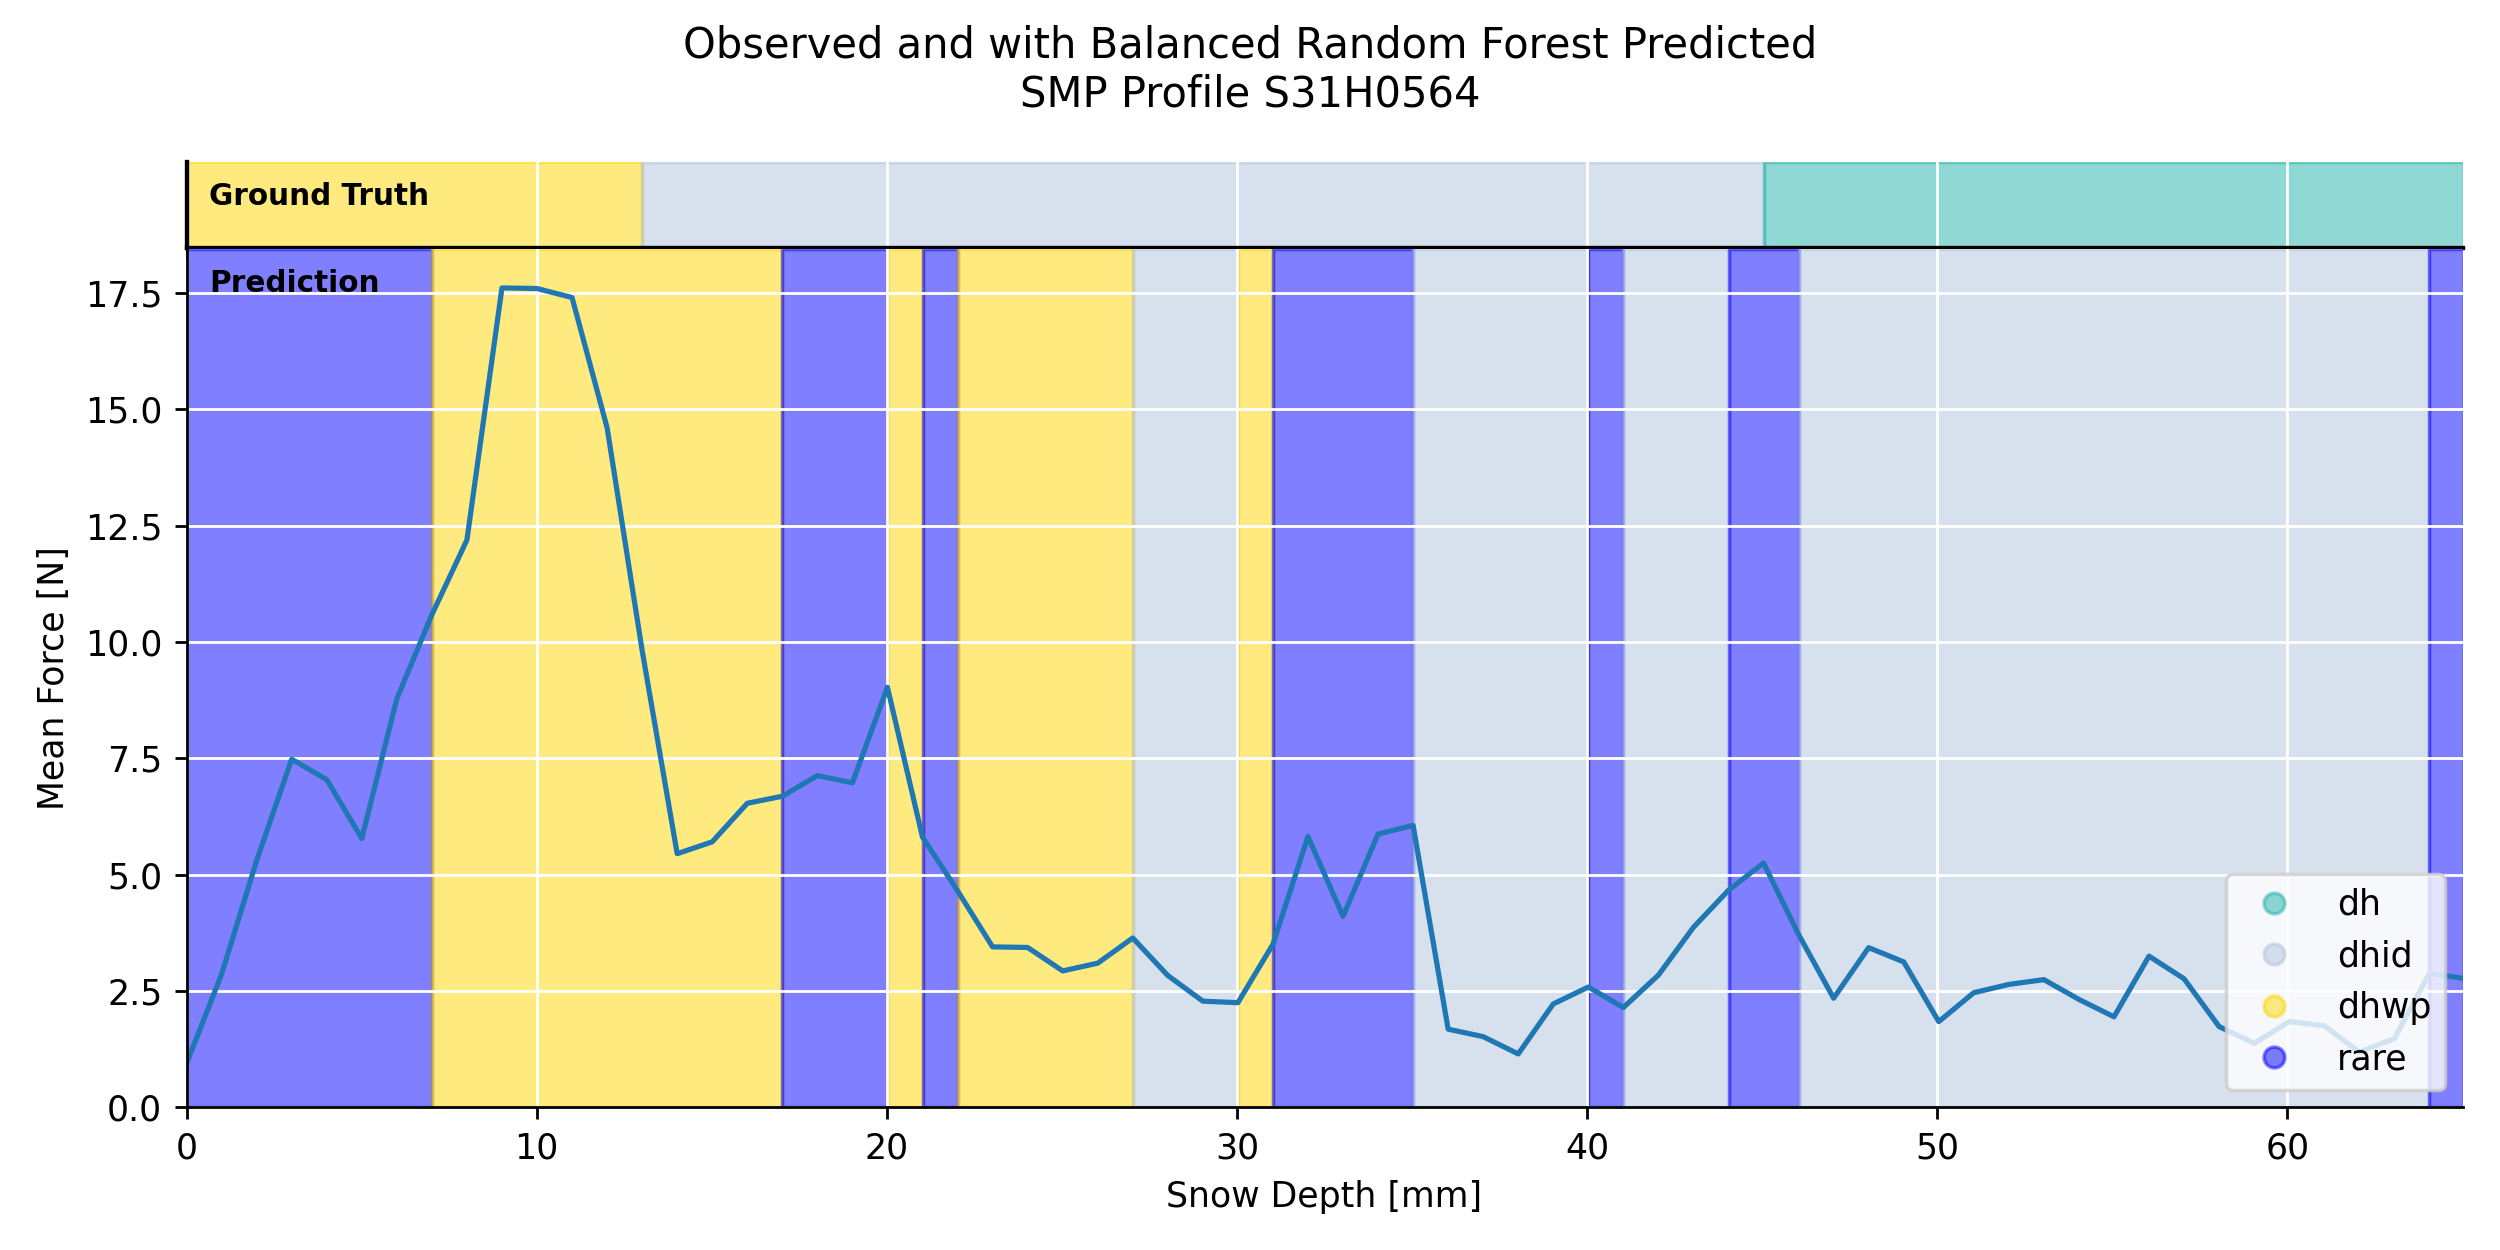 Observed and with Balanced Random Forest Predicted
SMP Profile S31H0564
Ground Truth
Prediction
17.5
15.0
12.5
10.0
7.5
5.0
2.5
0.0
Mean Force [N]
dh
dhid
dhwp
rare
0 10 20 30 40 50 60
Snow Depth [mm]